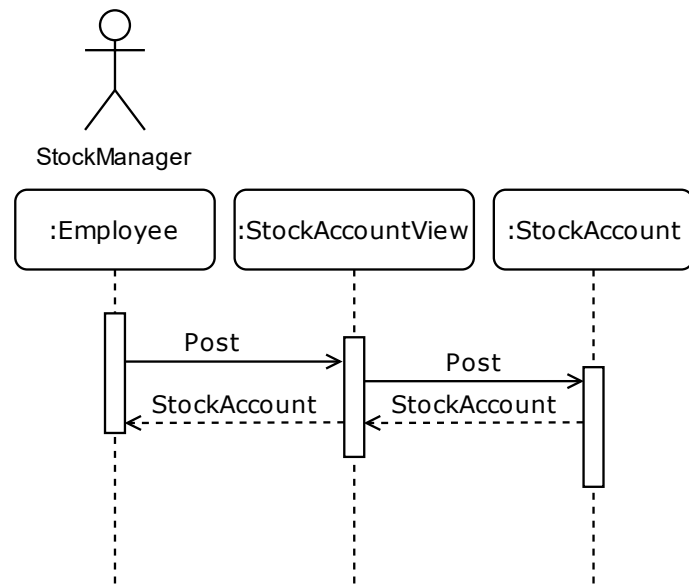 StockManager
:Employee
:StockAccountView
:StockAccount
Post
Post
StockAccount
StockAccount